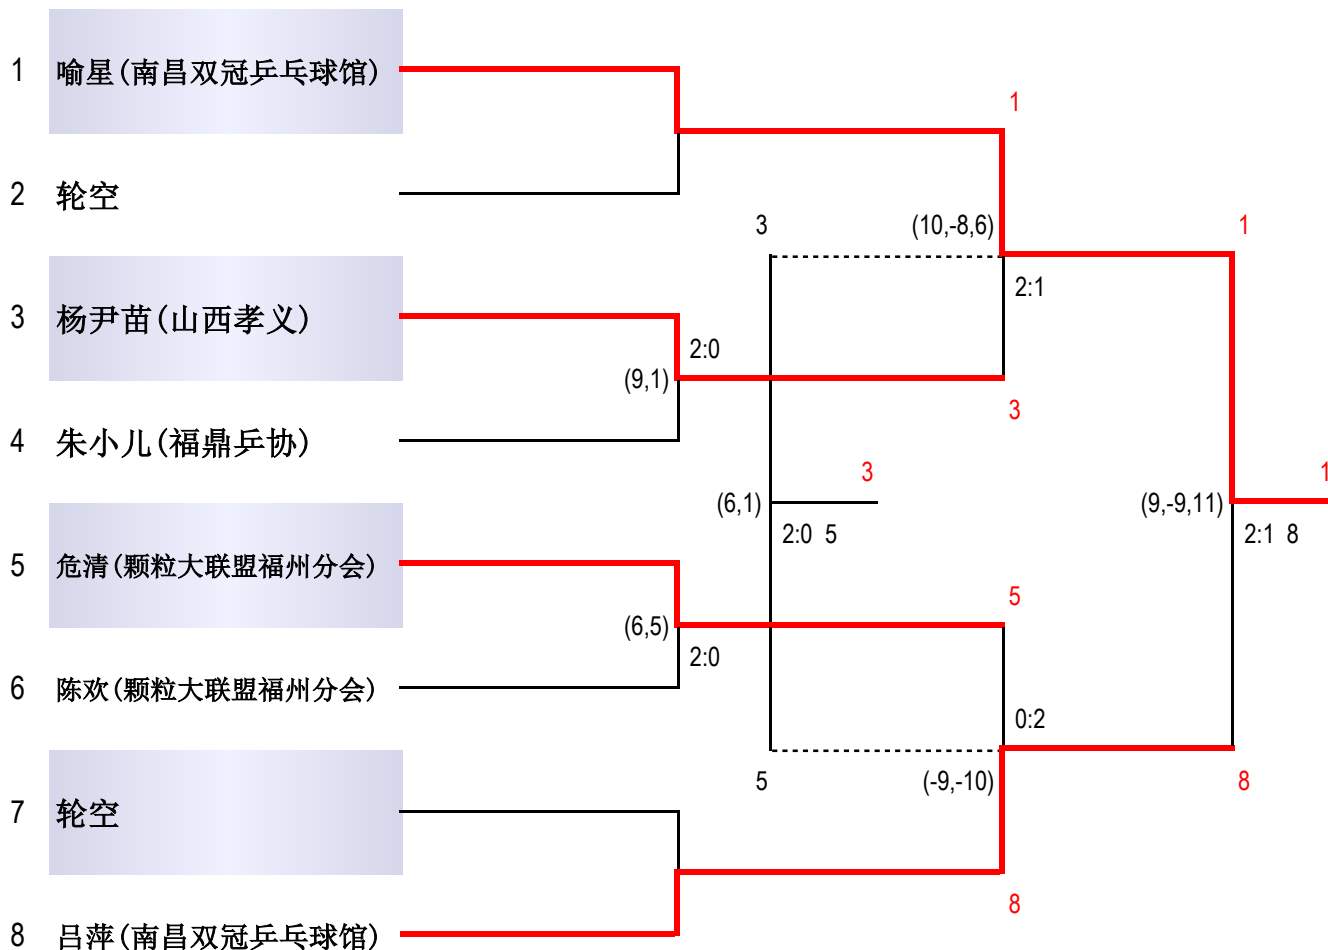 1 喻星(南昌双冠乒乓球馆)
1
2 轮空
3 (10,-8,6) 1
2:1
3 杨尹苗(山西孝义)
2:0
(9,1)
3
4 朱小儿(福鼎乒协)
3 1
(6,1) (9,-9,11)
2:0 5 2:1 8
5 危清(颗粒大联盟福州分会)
5
(6,5)
2:0
6 陈欢(颗粒大联盟福州分会)
0:2
5 (-9,-10) 8
7 轮空
8
8 吕萍(南昌双冠乒乓球馆)